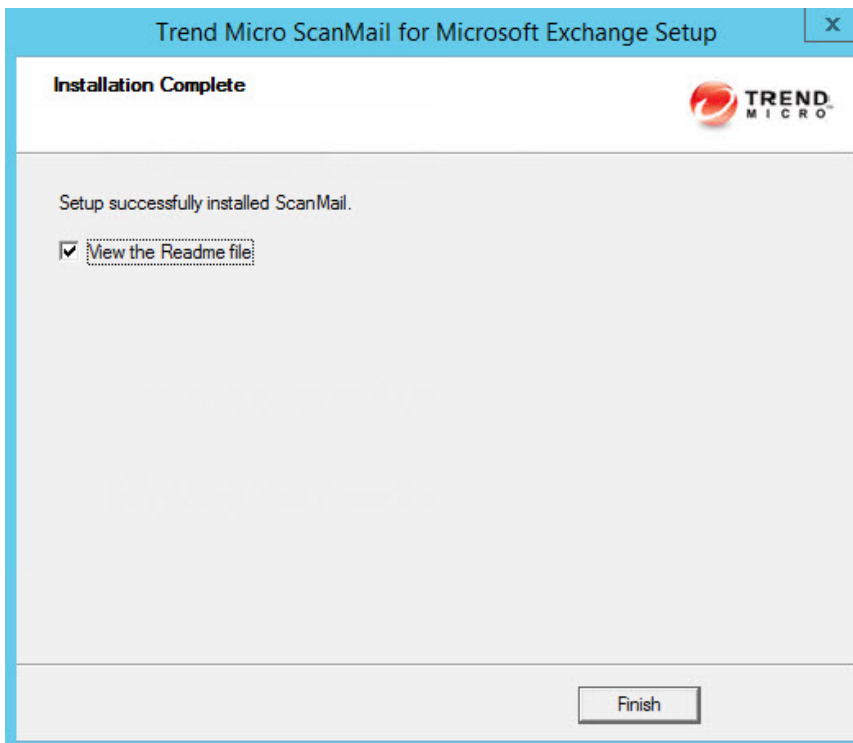 Trend Micro ScanMail for Microsoft Exchange Setup
x
Installation Complete
TREND
MICRO
Setup successfully installed ScanMail.
View the Readme file
Finish